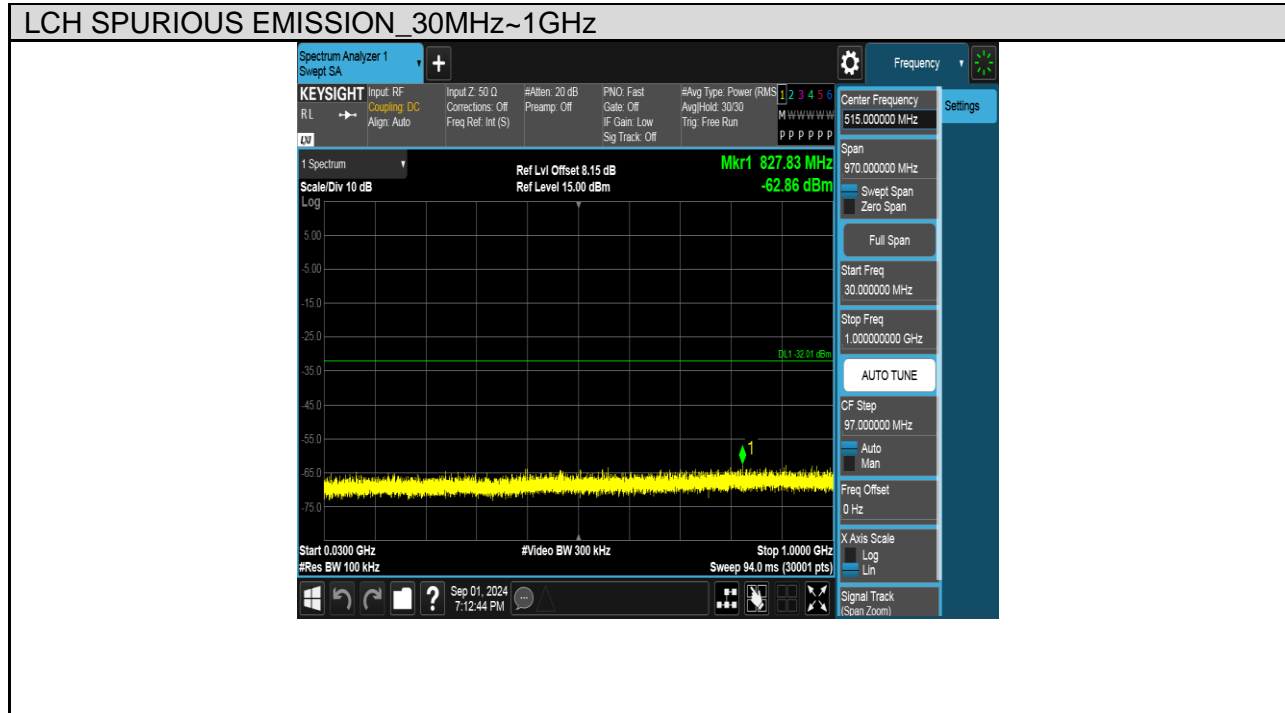 LCH SPURIOUS EMISSION_30MHz~1GHz
Spectrum Analyzer 1
Swept SA
+
Frequency
KEYSIGHT
RL
LXI
Input: RF
Coupling: DC
Align: Auto
Input Z: 50 Ω
Corrections: Off
Freq Ref: Int (S)
#Atten: 20 dB
Preamp: Off
PNO: Fast
Gate: Off
IF Gain: Low
Sig Track: Off
#Avg Type: Power (RMS
Avg|Hold: 30/30
Trig: Free Run
1 2 3 4 5 6
M W W W W W
P P P P P P
1 Spectrum
Scale/Div 10 dB
Log
Ref Lvl Offset 8.15 dB
Ref Level 15.00 dBm
Mkr1 827.83 MHz
-62.86 dBm
5.00
-5.00
-15.0
-25.0
DL1 -32.01 dBm
-35.0
-45.0
-55.0
1
-65.0
-75.0
Start 0.0300 GHz
#Res BW 100 kHz
#Video BW 300 kHz
Stop 1.0000 GHz
Sweep 94.0 ms (30001 pts)
?
Sep 01, 2024
7:12:44 PM
Center Frequency
515.000000 MHz
Settings
Span
970.000000 MHz
Swept Span
Zero Span
Full Span
Start Freq
30.000000 MHz
Stop Freq
1.000000000 GHz
AUTO TUNE
CF Step
97.000000 MHz
Auto
Man
Freq Offset
0 Hz
X Axis Scale
Log
Lin
Signal Track
(Span Zoom)